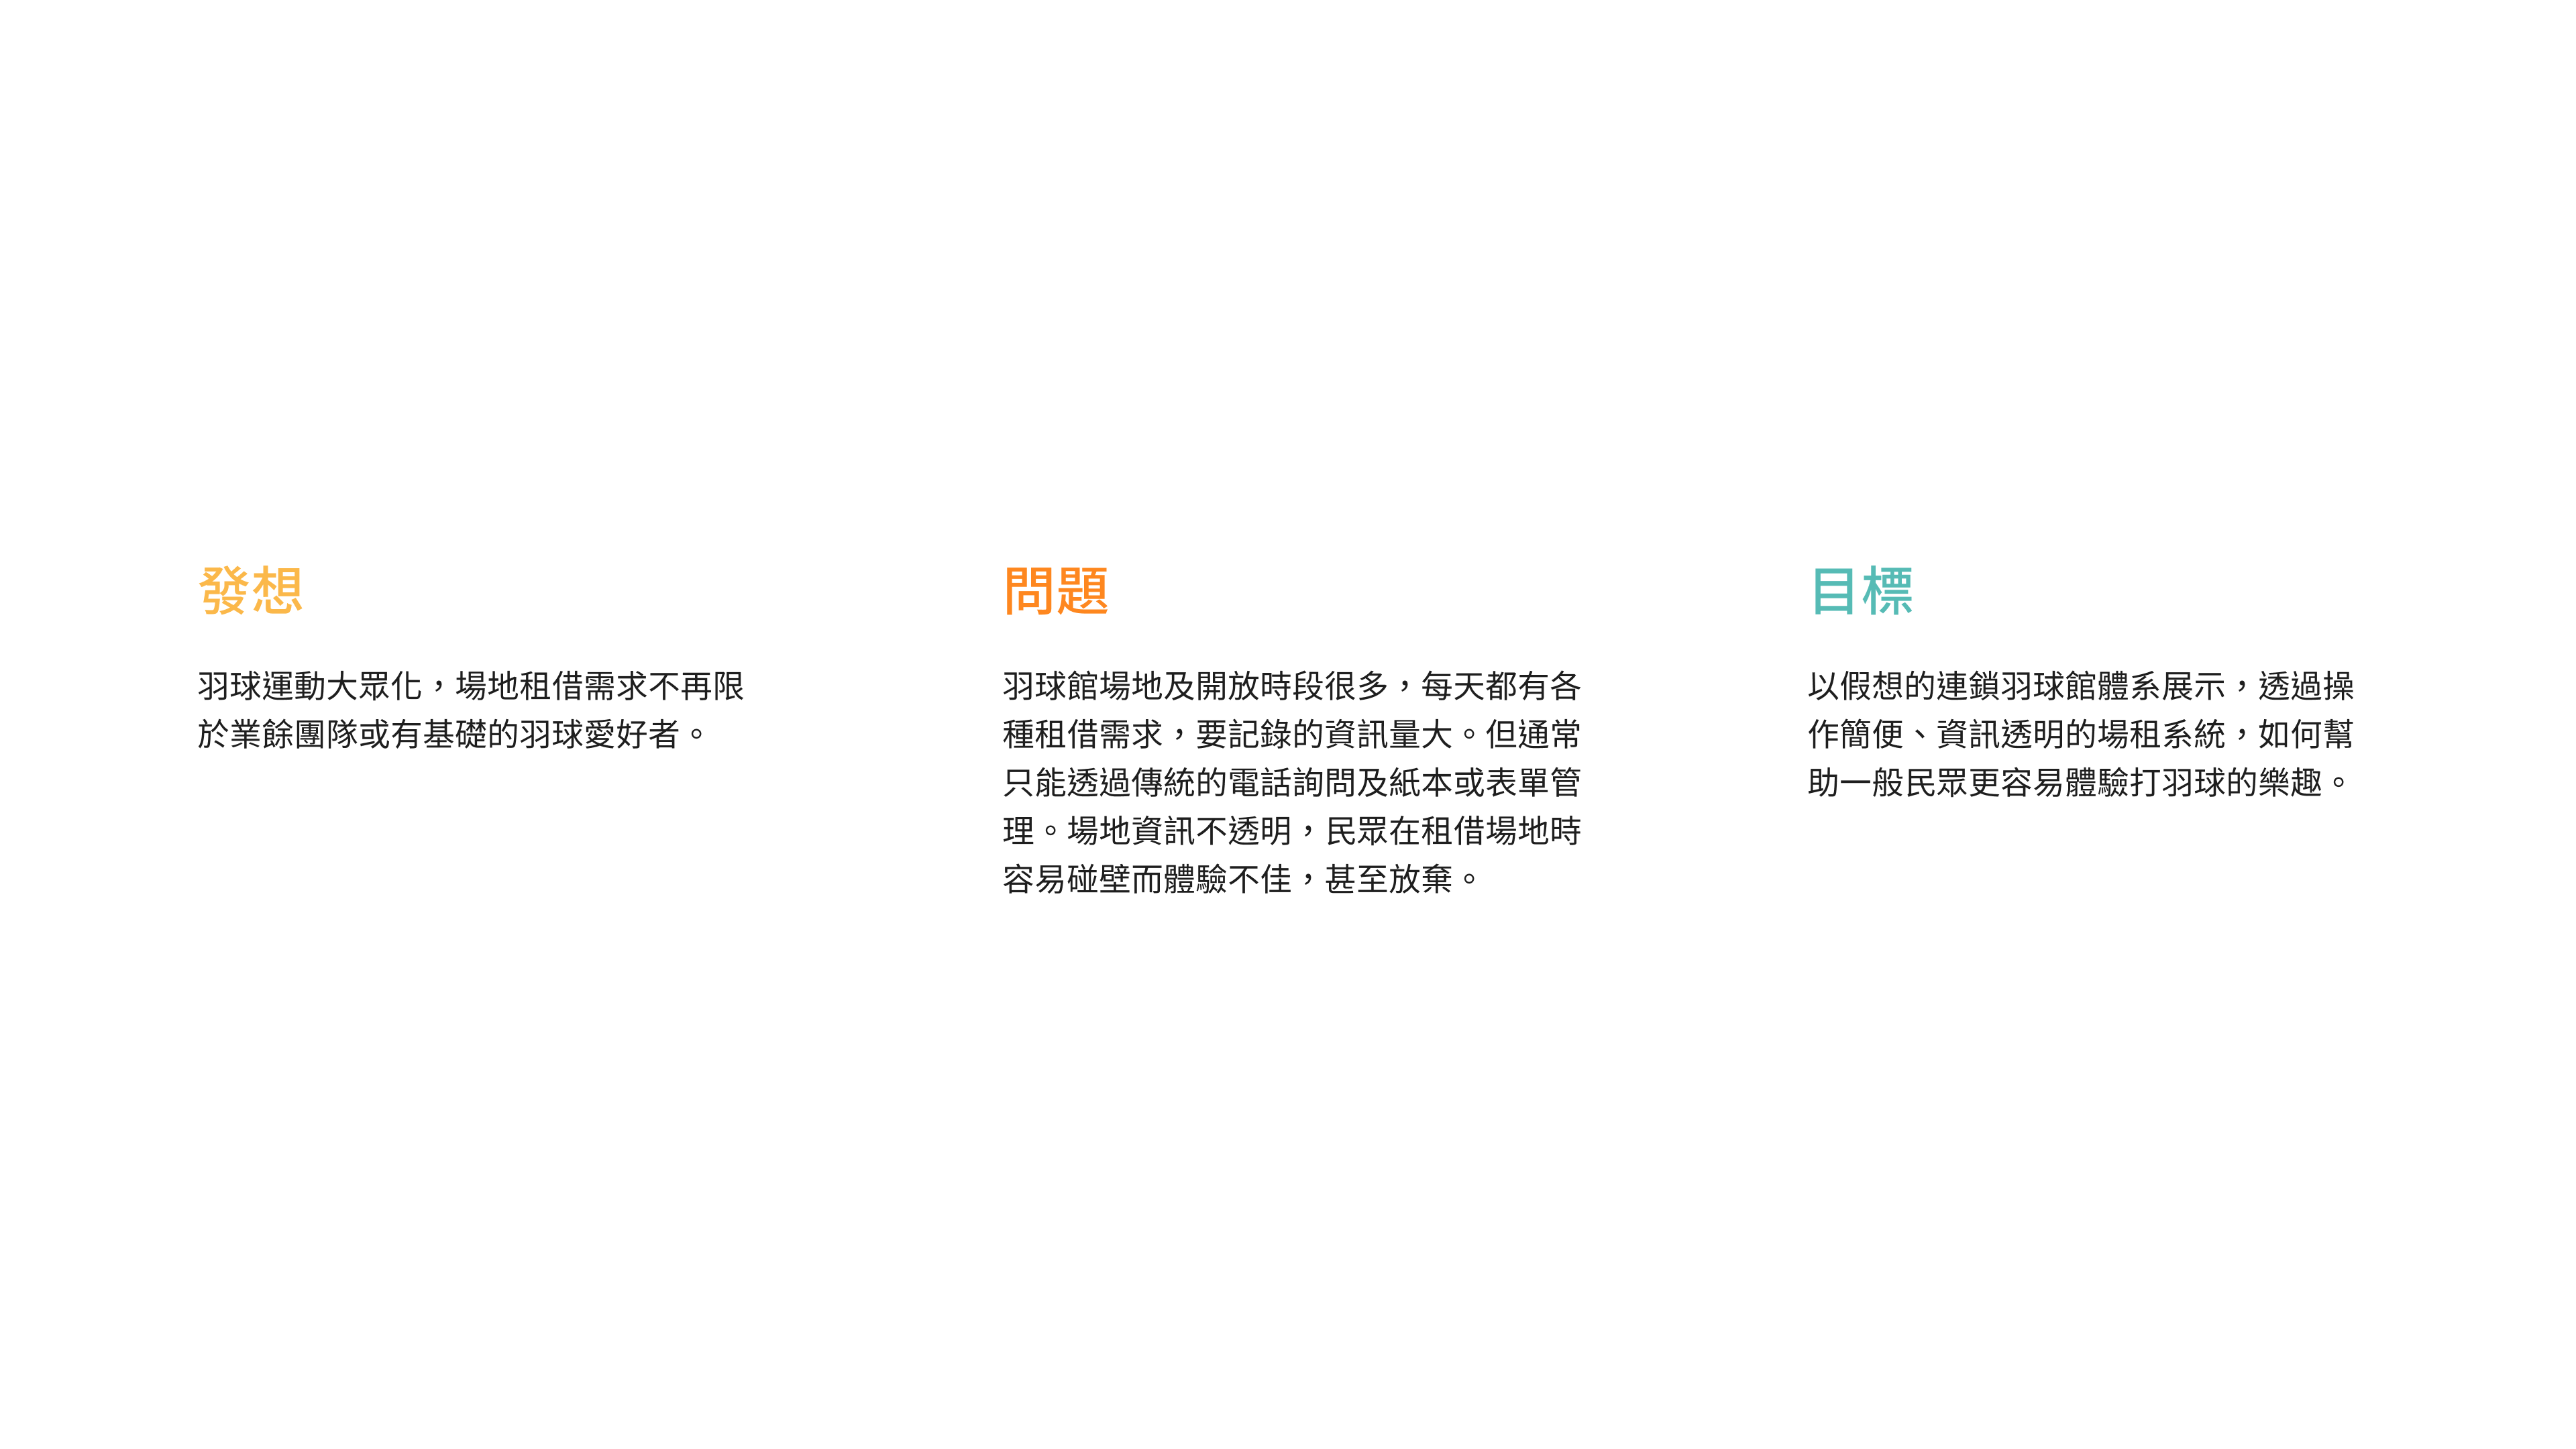 發想
羽球運動大眾化，場地租借需求不再限
於業餘團隊或有基礎的羽球愛好者。
問題
羽球館場地及開放時段很多，每天都有各
種租借需求，要記錄的資訊量大。但通常
只能透過傳統的電話詢問及紙本或表單管
理。場地資訊不透明，民眾在租借場地時
容易碰壁而體驗不佳，甚至放棄。
目標
以假想的連鎖羽球館體系展示，透過操
作簡便、資訊透明的場租系統，如何幫
助一般民眾更容易體驗打羽球的樂趣。